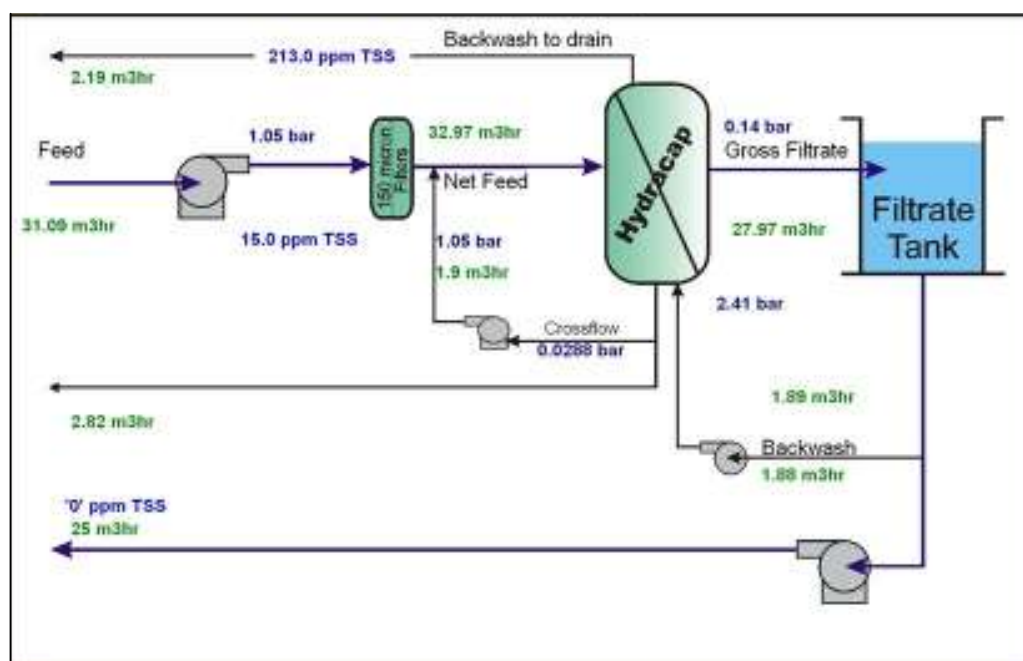 Backwash to drain
213.0 ppm TSS
2.19 m3hr
1.05 bar
32.97 m3hr
0.14 bar
Feed
150 micron
Filters
Net Feed
Hydracap
Gross Filtrate
Filtrate
Tank
31.09 m3hr
15.0 ppm TSS
1.05 bar
1.9 m3hr
27.97 m3hr
2.41 bar
Crossflow
0.0288 bar
2.82 m3hr
1.89 m3hr
Backwash
1.88 m3hr
'0' ppm TSS
25 m3hr